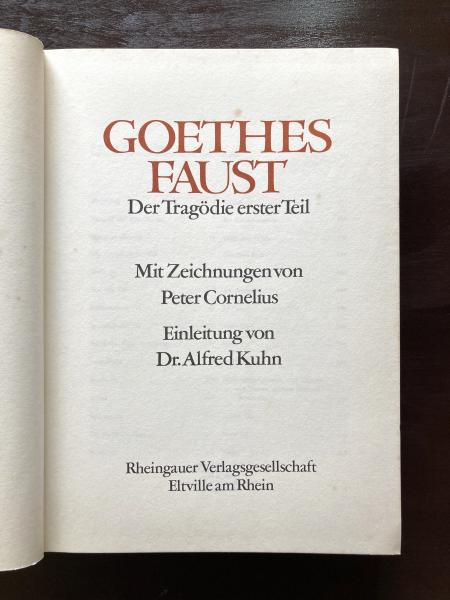 GOETHES
FAUST
Der Tragödie erster Teil
Mit Zeichnungen von
Peter Cornelius
Einleitung von
Dr. Alfred Kuhn
Rheingauer Verlagsgesellschaft
Eltville am Rhein